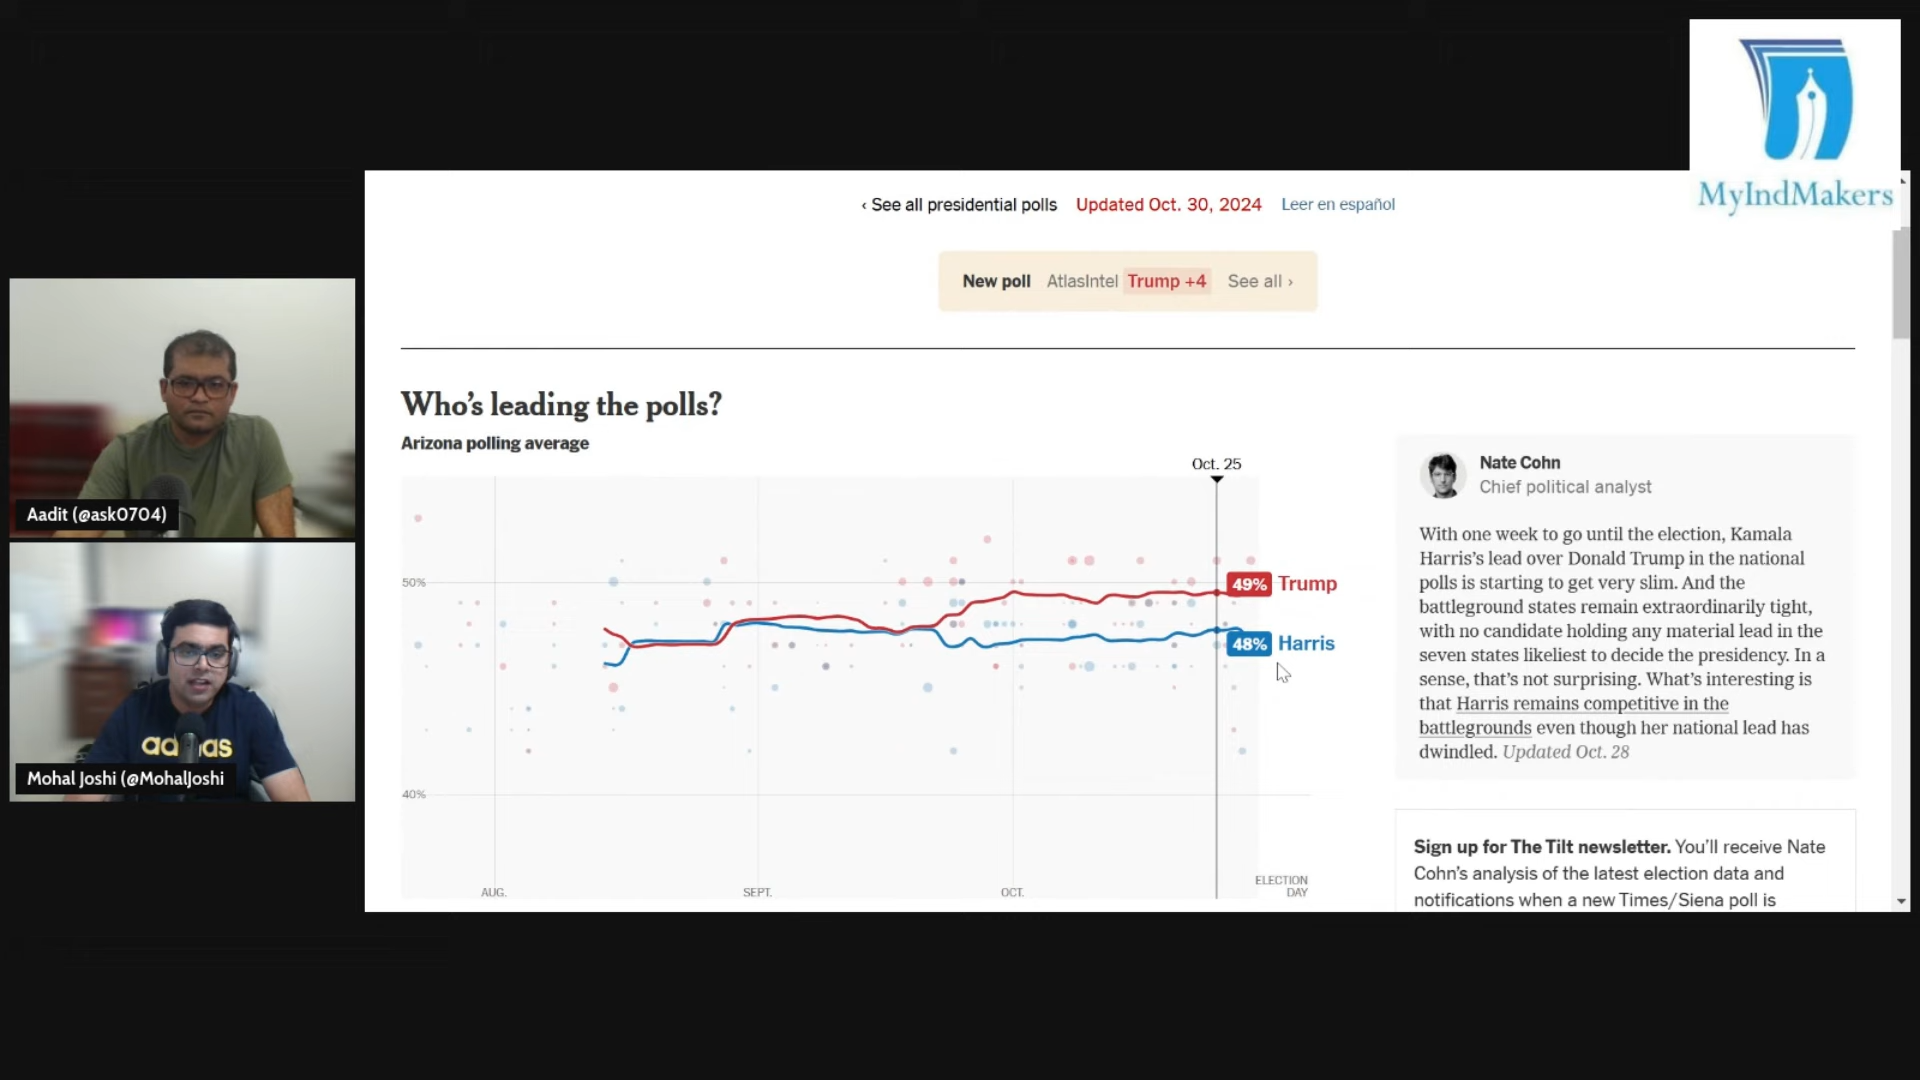 MyIndMakers
‹ See all presidential polls Updated Oct. 30, 2024 Leer en español
New poll AtlasIntel Trump +4 See all ›
Who's leading the polls?
Arizona polling average
Oct. 25
50%
49% Trump
48% Harris
40%
AUG. SEPT. OCT. ELECTION
DAY
Nate Cohn
Chief political analyst
With one week to go until the election, Kamala
Harris's lead over Donald Trump in the national
polls is starting to get very slim. And the
battleground states remain extraordinarily tight,
with no candidate holding any material lead in the
seven states likeliest to decide the presidency. In a
sense, that's not surprising. What's interesting is
that Harris remains competitive in the
battlegrounds even though her national lead has
dwindled. Updated Oct. 28
Sign up for The Tilt newsletter. You'll receive Nate
Cohn's analysis of the latest election data and
notifications when a new Times/Siena poll is
Aadit (@ask0704)
Mohal Joshi (@MohalJoshi